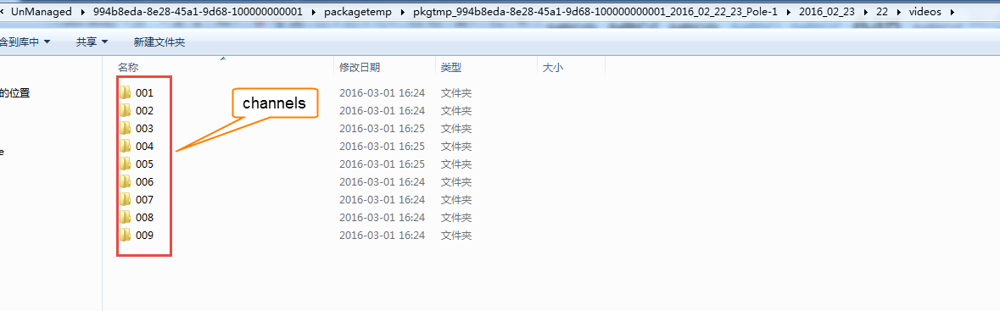 UnManaged 994b8eda-8e28-45a1-9d68-100000000001 packagetemp pkgtmp_994b8eda-8e28-45a1-9d68-100000000001_2016_02_22_23_Pole-1 2016_02_23 22 videos
含到库中 共享 新建文件夹
名称 修改日期 类型 大小
的位置
001 2016-03-01 16:24 文件夹
channels
002 2016-03-01 16:24 文件夹
003 2016-03-01 16:25 文件夹
004 2016-03-01 16:25 文件夹
e
005 2016-03-01 16:25 文件夹
006 2016-03-01 16:24 文件夹
007 2016-03-01 16:24 文件夹
008 2016-03-01 16:24 文件夹
009 2016-03-01 16:24 文件夹